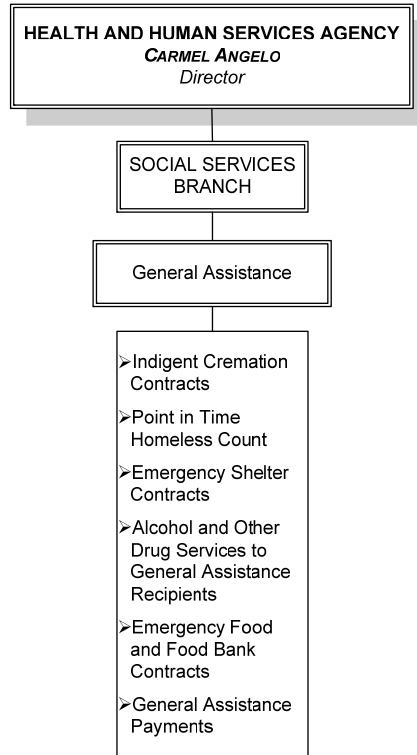 HEALTH AND HUMAN SERVICES AGENCY
CARMEL ANGELO
Director
SOCIAL SERVICES
BRANCH
General Assistance
➢Indigent Cremation
Contracts
➢Point in Time
Homeless Count
➢Emergency Shelter
Contracts
➢Alcohol and Other
Drug Services to
General Assistance
Recipients
➢Emergency Food
and Food Bank
Contracts
➢General Assistance
Payments